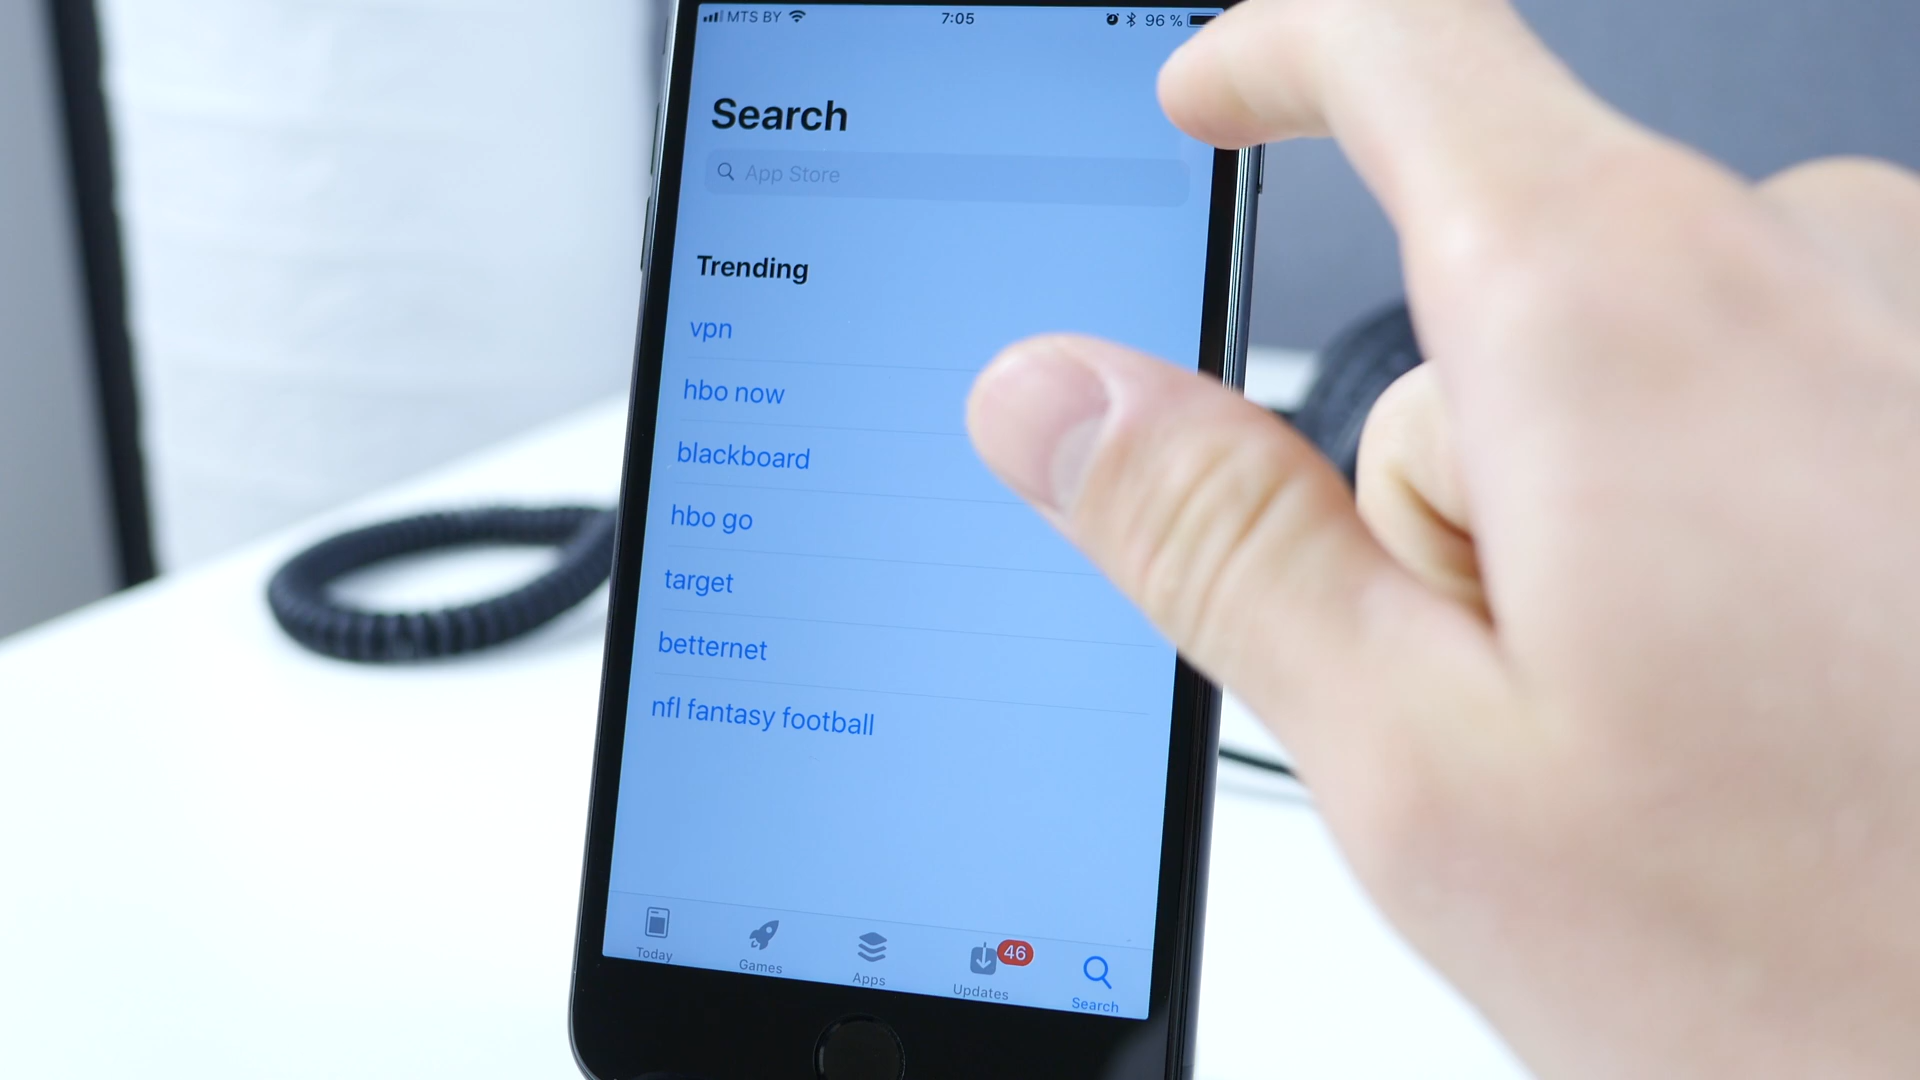 MTS BY 7:05 96 %
Search
App Store
Trending
vpn
hbo now
blackboard
hbo go
target
betternet
nfl fantasy football
Today Games Apps Updates 46 Search